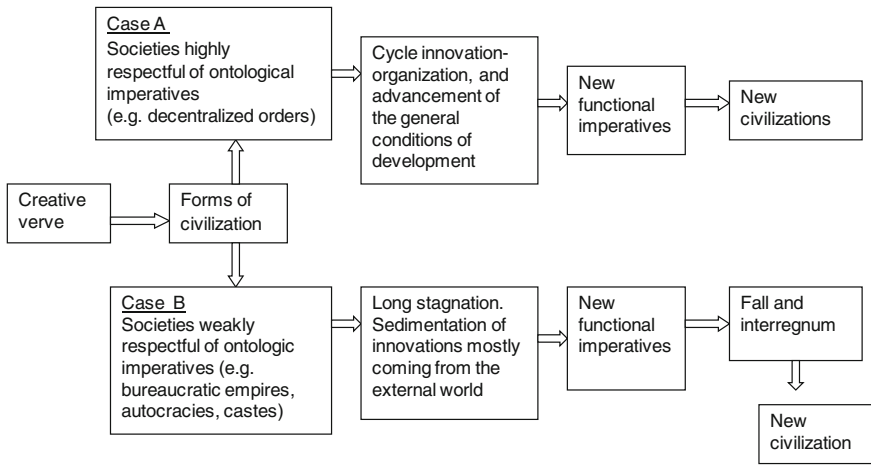 Case A
Societies highly
respectful of ontological
imperatives
(e.g. decentralized orders)
Cycle innovation-
organization, and
advancement of
the general
conditions of
development
New
functional
imperatives
New
civilizations
Creative
verve
Forms of
civilization
Case B
Societies weakly
respectful of ontologic
imperatives (e.g.
bureaucratic empires,
autocracies, castes)
Long stagnation.
Sedimentation of
innovations mostly
coming from the
external world
New
functional
imperatives
Fall and
interregnum
New
civilization